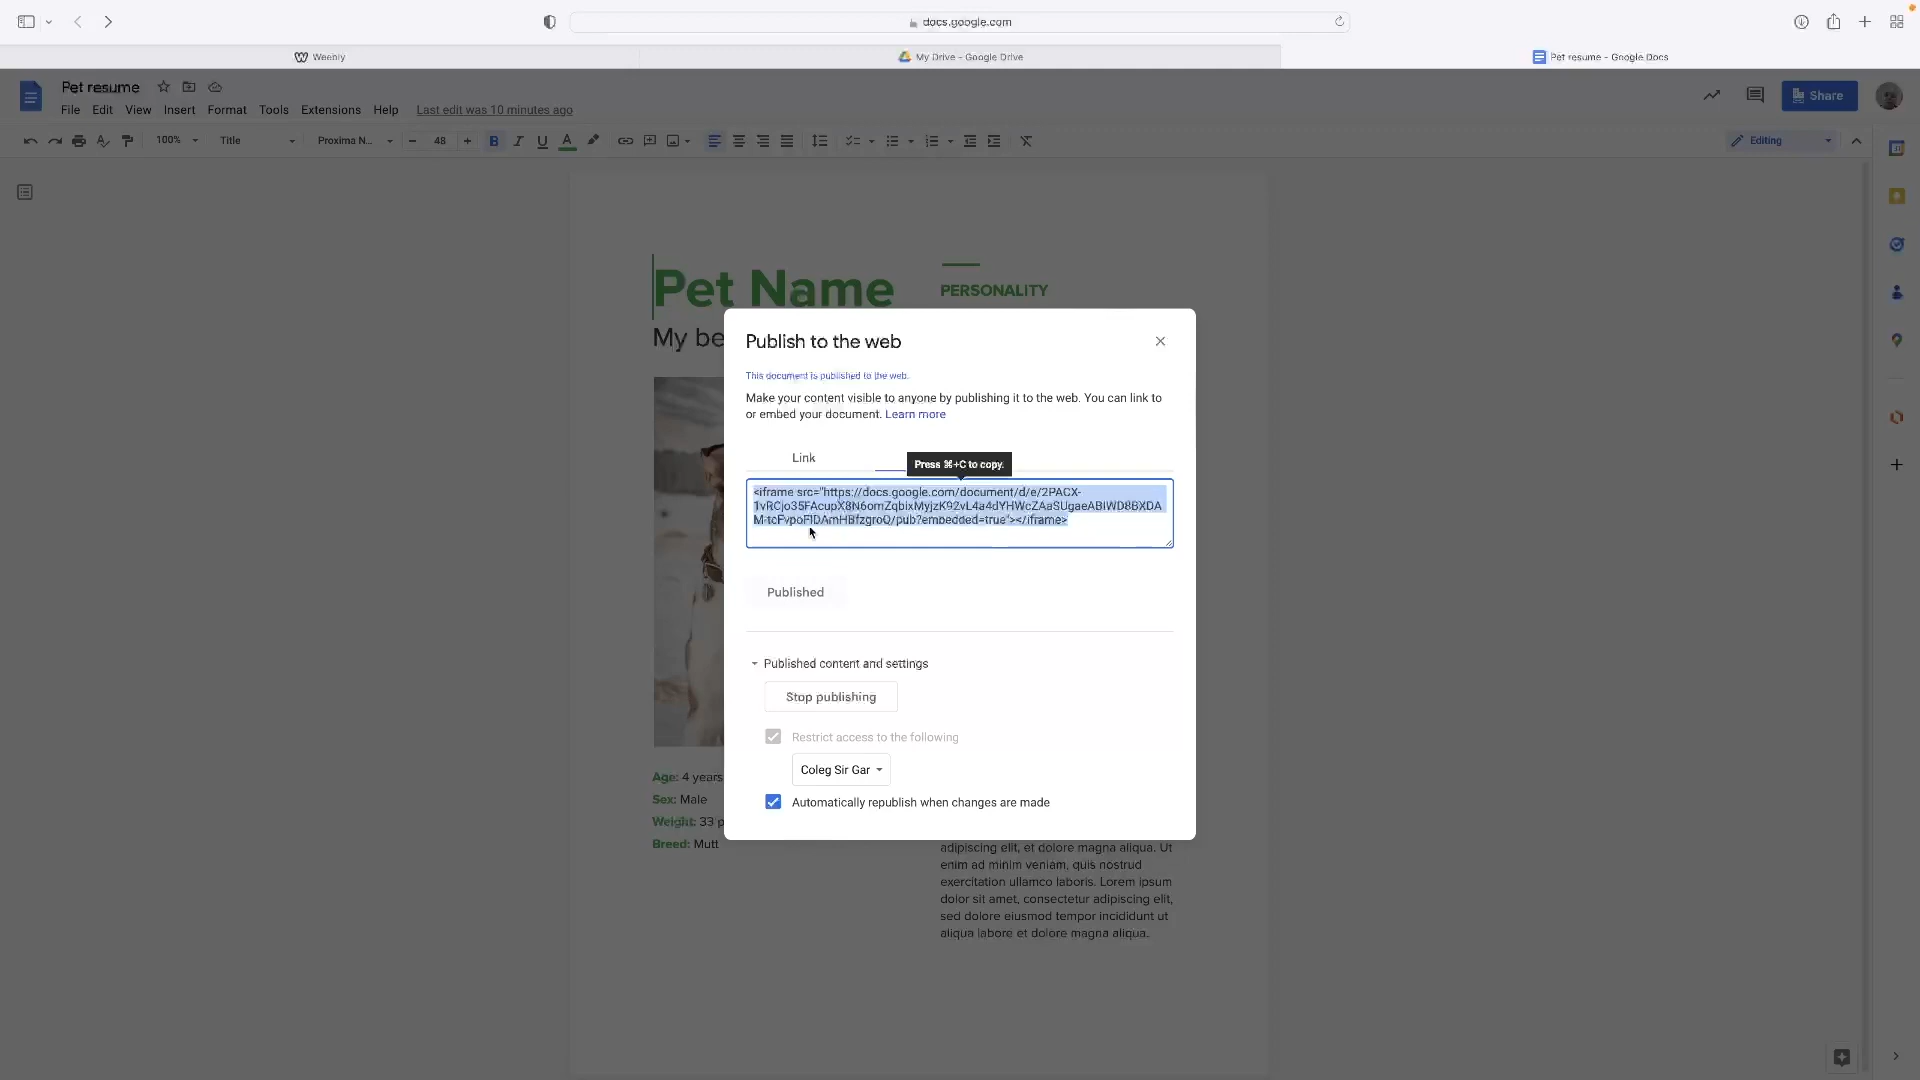 docs.google.com
Weebly
My Drive - Google Drive
Pet resume - Google Docs
Pet resume
File Edit View Insert Format Tools Extensions Help Last edit was 10 minutes ago
Share
100% Title Proxima N... 48 B I U A Editing
Pet Name
PERSONALITY
My be
Publish to the web
This document is published to the web.
Make your content visible to anyone by publishing it to the web. You can link to
or embed your document. Learn more
Link
Press ⌘+C to copy.
<iframe src="https://docs.google.com/document/d/e/2PACX-
1vRCjo35FAcupX8N6omZqbixMyjzK92vL4a4dYHWcZAaSUgaeABIWD8BXDA
M-tcFvpoFIDAmHBfzgroQ/pub?embedded=true"></iframe>
Published
Published content and settings
Stop publishing
Restrict access to the following
Coleg Sir Gar
Automatically republish when changes are made
Age: 4 years
Sex: Male
Weight: 33 p
Breed: Mutt
adipiscing elit, et dolore magna aliqua. Ut
enim ad minim veniam, quis nostrud
exercitation ullamco laboris. Lorem ipsum
dolor sit amet, consectetur adipiscing elit,
sed dolore eiusmod tempor incididunt ut
aliqua labore et dolore magna aliqua.